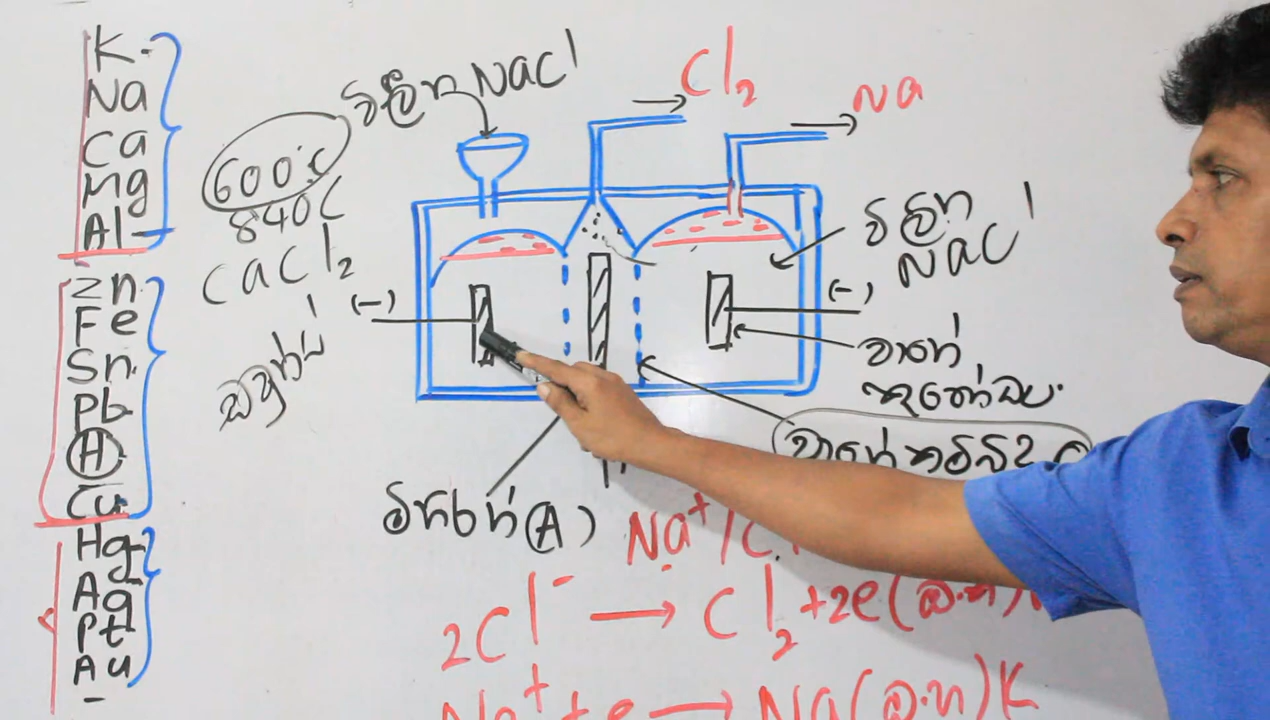 K
Na
Ca
Mg
Al
Zn
Fe
Sn
Pb
H
Cu
Hg
Ag
Pt
Au
විලීන NaCl
600°C
840C
CaCl₂
(-)
Cl₂
Na
විලීන
NaCl
(-)
වානේ
කැතෝඩය
Na⁺/C
2Cl⁻ → Cl₂+2e(ඔ.හ)
Na⁺+e → Na(ඔ.හ)K
(A)